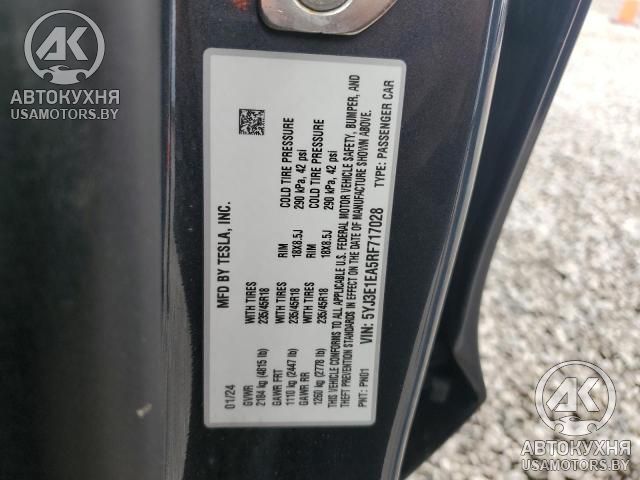 AK
АВТОКУХНЯ
USAMOTORS.BY
MFD BY TESLA, INC.
01/24
GVWR
2184 kg (4815 lb)
GAWR FRT WITH TIRES RIM COLD TIRE PRESSURE
1110 kg (2447 lb) 235/45R18 18X8.5J 290 kPa, 42 psi
GAWR RR WITH TIRES RIM COLD TIRE PRESSURE
1260 kg (2778 lb) 235/45R18 18X8.5J 290 kPa, 42 psi
THIS VEHICLE CONFORMS TO ALL APPLICABLE U.S. FEDERAL MOTOR VEHICLE SAFETY, BUMPER, AND
THEFT PREVENTION STANDARDS IN EFFECT ON THE DATE OF MANUFACTURE SHOWN ABOVE.
VIN: 5YJ3E1EA5RF717028 TYPE: PASSENGER CAR
PNT: PN01
AK
АВТОКУХНЯ
USAMOTORS.BY